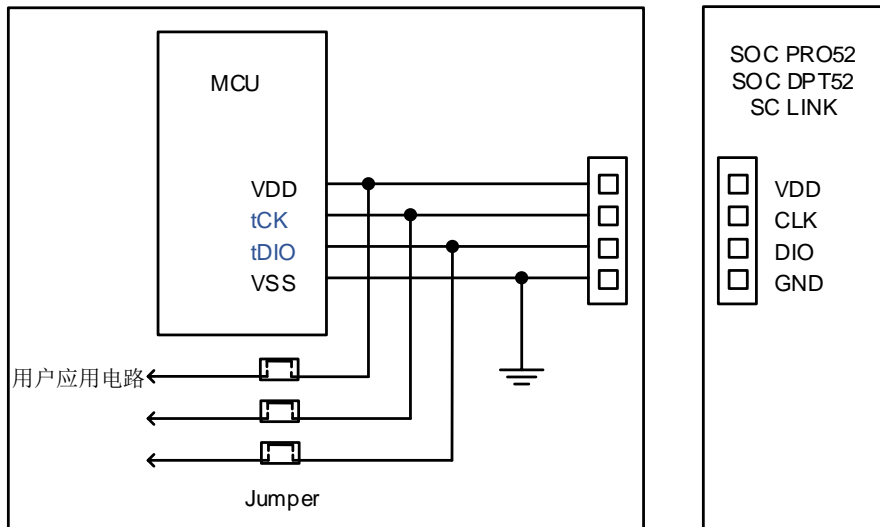 MCU
VDD
tCK
tDIO
VSS
用户应用电路
Jumper
SOC PRO52
SOC DPT52
SC LINK
VDD
CLK
DIO
GND